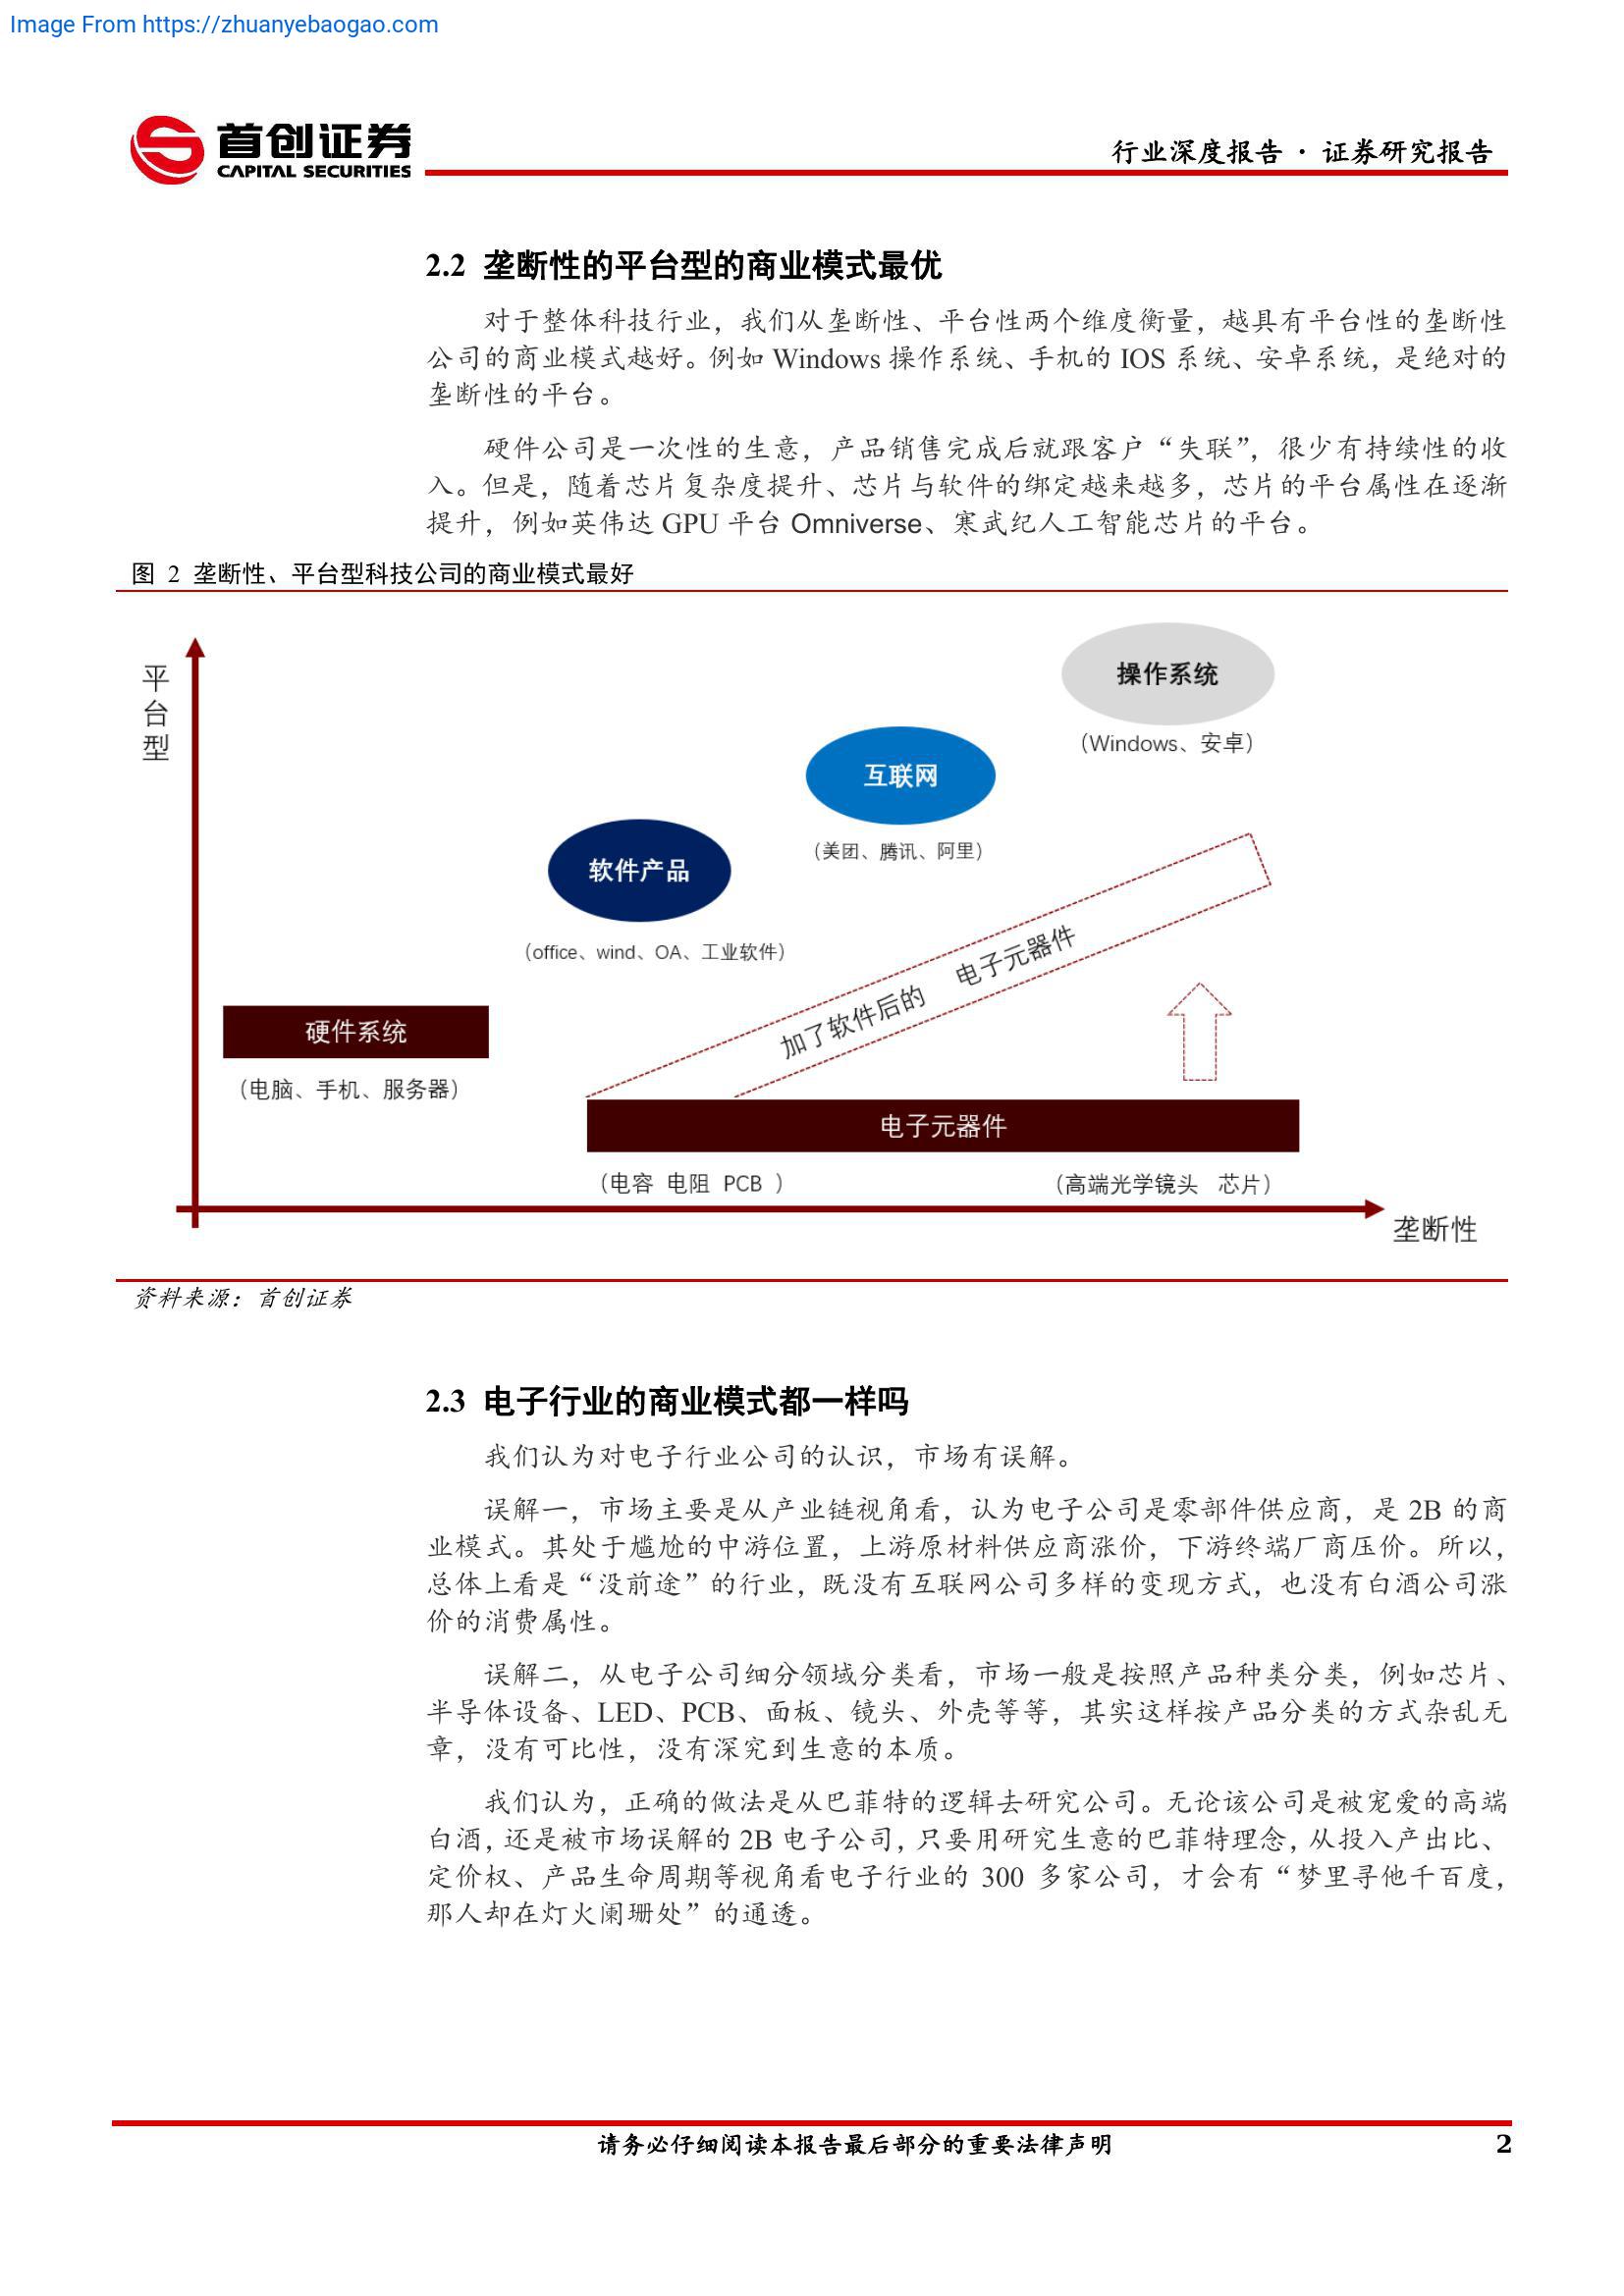 Image From https://zhuanyebaogao.com
首创证券
CAPITAL SECURITIES
行业深度报告 · 证券研究报告
2.2 垄断性的平台型的商业模式最优
对于整体科技行业，我们从垄断性、平台性两个维度衡量，越具有平台性的垄断性
公司的商业模式越好。例如 Windows 操作系统、手机的 IOS 系统、安卓系统，是绝对的
垄断性的平台。
硬件公司是一次性的生意，产品销售完成后就跟客户“失联”，很少有持续性的收
入。但是，随着芯片复杂度提升、芯片与软件的绑定越来越多，芯片的平台属性在逐渐
提升，例如英伟达 GPU 平台 Omniverse、寒武纪人工智能芯片的平台。
图 2 垄断性、平台型科技公司的商业模式最好
平台型
操作系统
（Windows、安卓）
互联网
（美团、腾讯、阿里）
软件产品
（office、wind、OA、工业软件）
加了软件后的 电子元器件
硬件系统
（电脑、手机、服务器）
电子元器件
（电容 电阻 PCB ）
（高端光学镜头 芯片）
垄断性
资料来源：首创证券
2.3 电子行业的商业模式都一样吗
我们认为对电子行业公司的认识，市场有误解。
误解一，市场主要是从产业链视角看，认为电子公司是零部件供应商，是 2B 的商
业模式。其处于尴尬的中游位置，上游原材料供应商涨价，下游终端厂商压价。所以，
总体上看是“没前途”的行业，既没有互联网公司多样的变现方式，也没有白酒公司涨
价的消费属性。
误解二，从电子公司细分领域分类看，市场一般是按照产品种类分类，例如芯片、
半导体设备、LED、PCB、面板、镜头、外壳等等，其实这样按产品分类的方式杂乱无
章，没有可比性，没有深究到生意的本质。
我们认为，正确的做法是从巴菲特的逻辑去研究公司。无论该公司是被宠爱的高端
白酒，还是被市场误解的 2B 电子公司，只要用研究生意的巴菲特理念，从投入产出比、
定价权、产品生命周期等视角看电子行业的 300 多家公司，才会有“梦里寻他千百度，
那人却在灯火阑珊处”的通透。
请务必仔细阅读本报告最后部分的重要法律声明
2